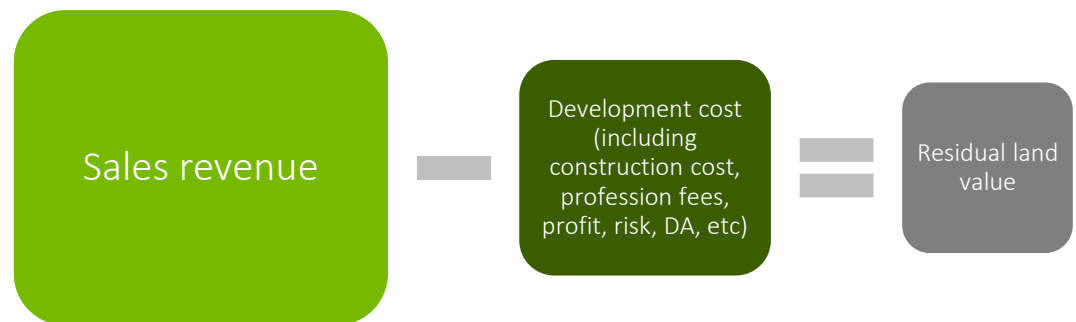 Sales revenue
Development cost
(including
construction cost,
profession fees,
profit, risk, DA, etc)
Residual land
value